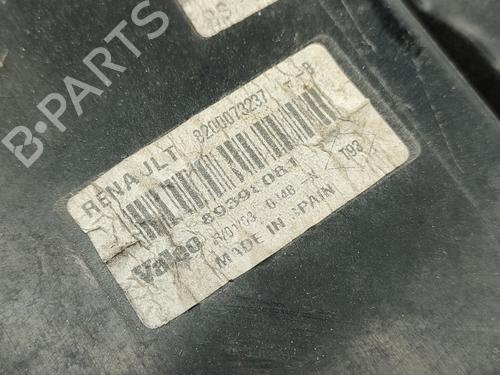 RENAULT 8200073237 T-B
89391081
Valeo
T93
MADE IN SPAIN
B-PARTS